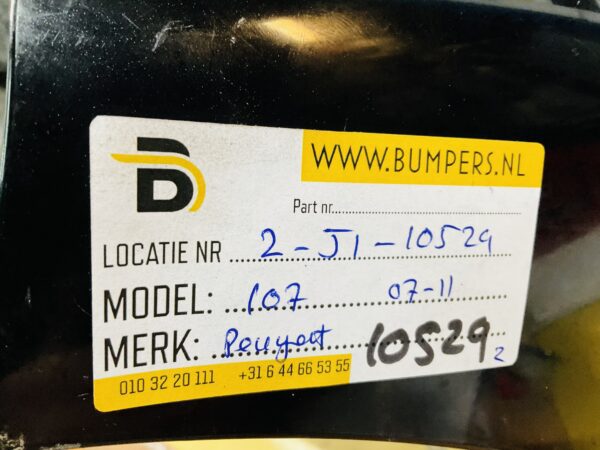 B
WWW.BUMPERS.NL
Part nr.
LOCATIE NR 2-J1-10529
MODEL: 107 07-11
MERK: Peugeot 10529 2
010 32 20 111 +31 6 44 66 53 55